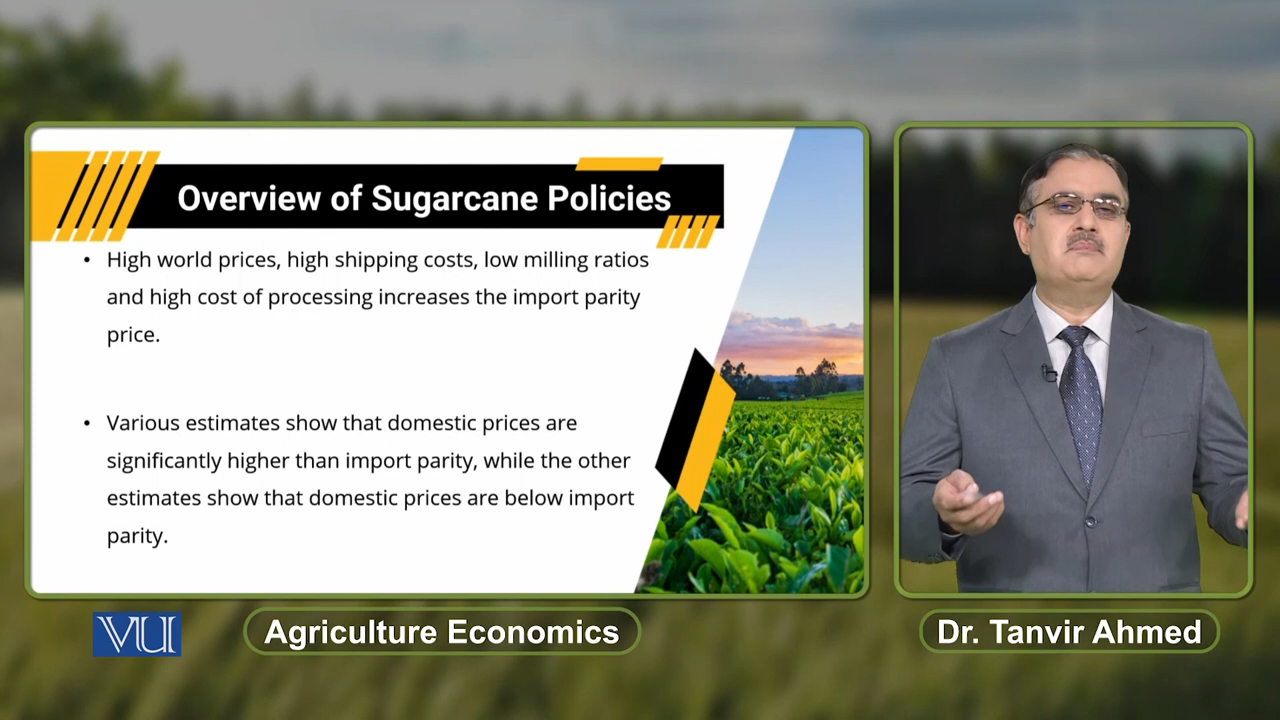 Overview of Sugarcane Policies
• High world prices, high shipping costs, low milling ratios
and high cost of processing increases the import parity
price.
• Various estimates show that domestic prices are
significantly higher than import parity, while the other
estimates show that domestic prices are below import
parity.
VU
Agriculture Economics
Dr. Tanvir Ahmed